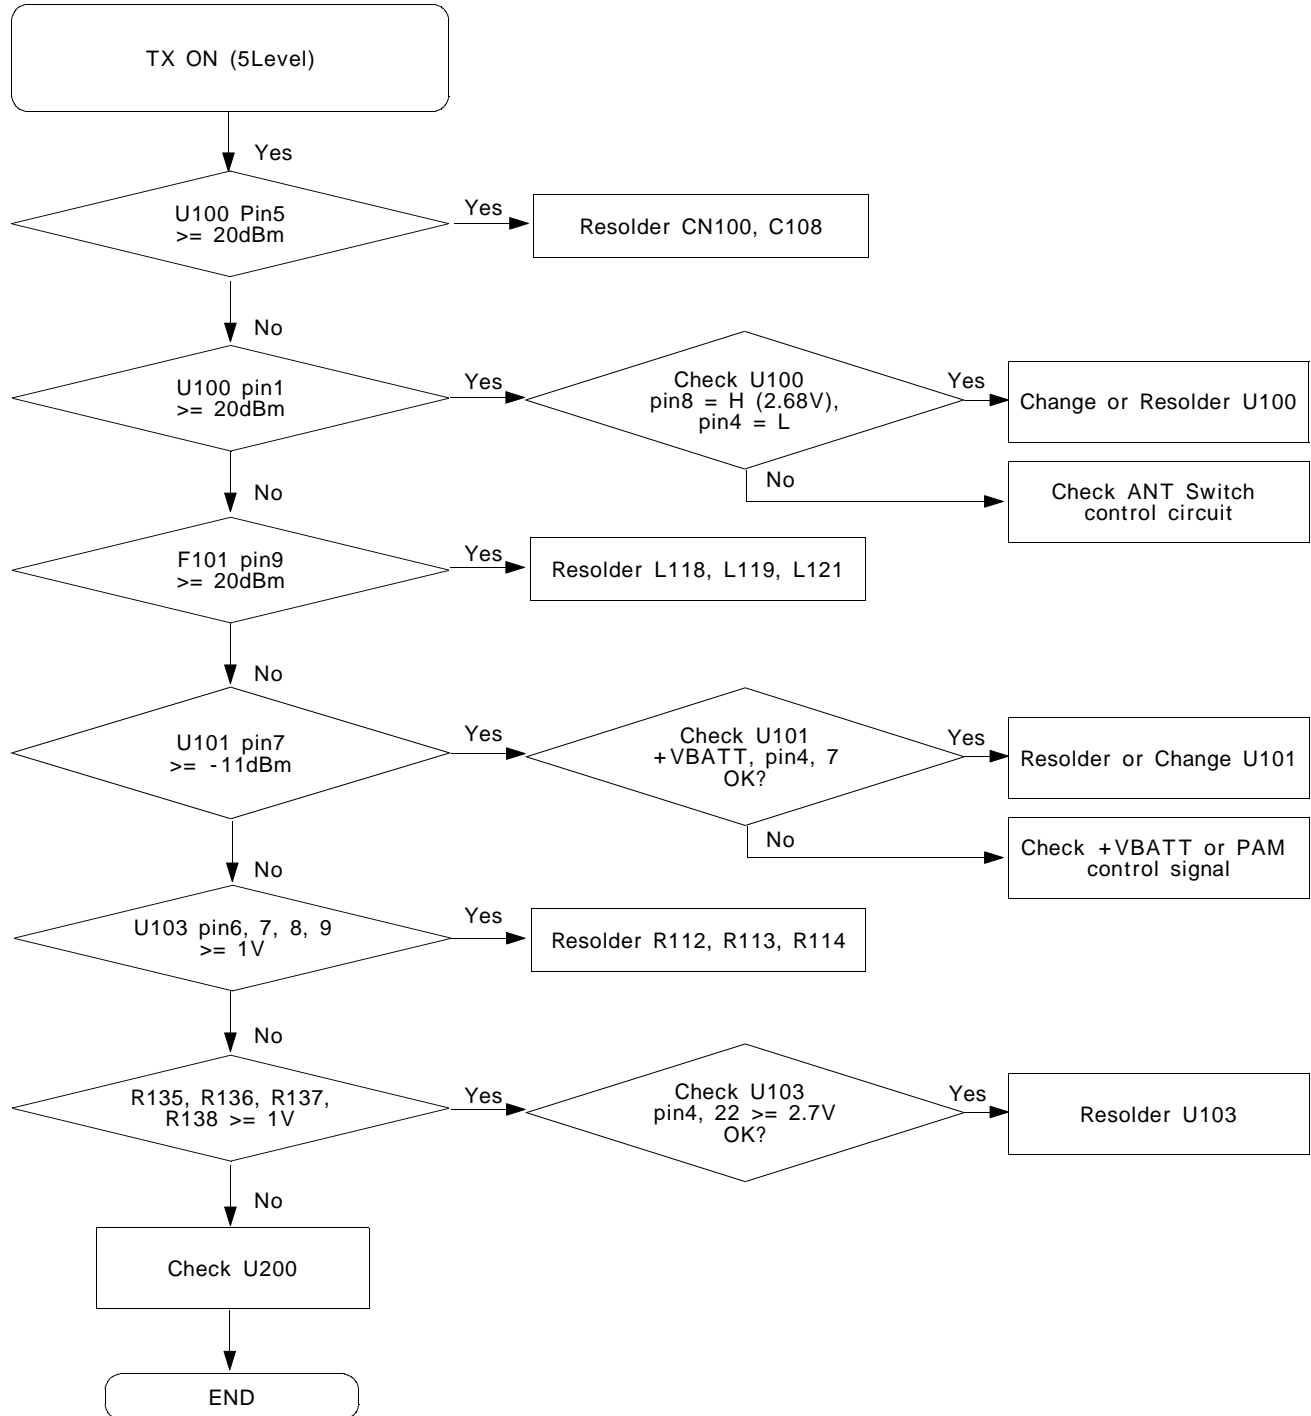 TX ON (5Level)
Yes
U100 Pin5
>= 20dBm
Yes
Resolder CN100, C108
No
U100 pin1
>= 20dBm
Yes
Check U100
pin8 = H (2.68V),
pin4 = L
Yes
Change or Resolder U100
No
Check ANT Switch
control circuit
No
F101 pin9
>= 20dBm
Yes
Resolder L118, L119, L121
No
U101 pin7
>= -11dBm
Yes
Check U101
+VBATT, pin4, 7
OK?
Yes
Resolder or Change U101
No
Check +VBATT or PAM
control signal
No
U103 pin6, 7, 8, 9
>= 1V
Yes
Resolder R112, R113, R114
No
R135, R136, R137,
R138 >= 1V
Yes
Check U103
pin4, 22 >= 2.7V
OK?
Yes
Resolder U103
No
Check U200
END